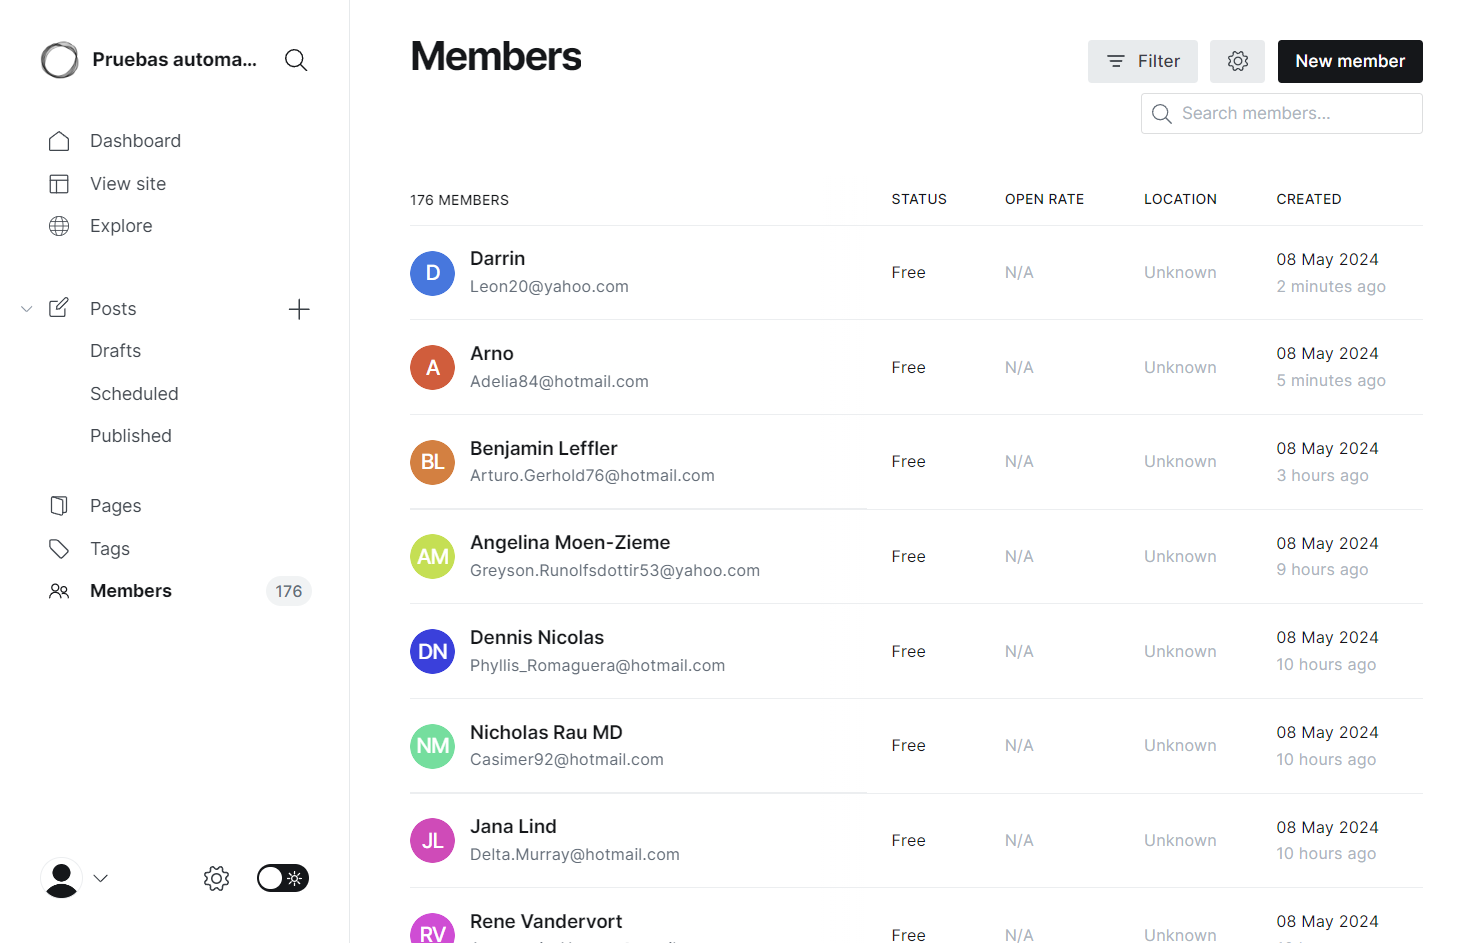 Pruebas automa...
Dashboard
View site
Explore
Posts
Drafts
Scheduled
Published
Pages
Tags
Members 176
Members
Filter
New member
Search members...
176 MEMBERS STATUS OPEN RATE LOCATION CREATED
D Darrin Free N/A Unknown 08 May 2024
Leon20@yahoo.com 2 minutes ago
A Arno Free N/A Unknown 08 May 2024
Adelia84@hotmail.com 5 minutes ago
BL Benjamin Leffler Free N/A Unknown 08 May 2024
Arturo.Gerhold76@hotmail.com 3 hours ago
AM Angelina Moen-Zieme Free N/A Unknown 08 May 2024
Greyson.Runolfsdottir53@yahoo.com 9 hours ago
DN Dennis Nicolas Free N/A Unknown 08 May 2024
Phyllis_Romaguera@hotmail.com 10 hours ago
NM Nicholas Rau MD Free N/A Unknown 08 May 2024
Casimer92@hotmail.com 10 hours ago
JL Jana Lind Free N/A Unknown 08 May 2024
Delta.Murray@hotmail.com 10 hours ago
RV Rene Vandervort Free N/A Unknown 08 May 2024